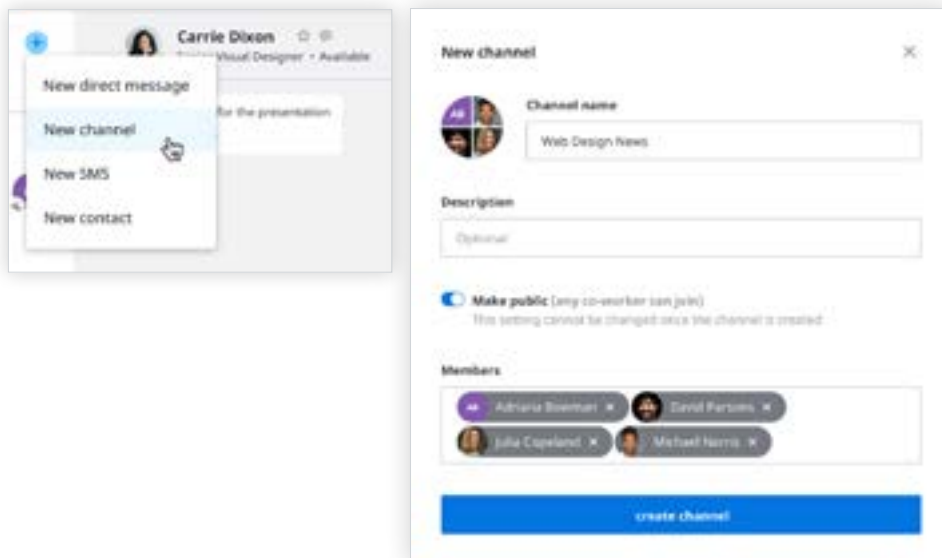 Carrie Dixon
Visual Designer • Available
New direct message
for the presentation
New channel
New SMS
New contact
New channel
Channel name
AB
Web Design News
Description
Optional
Make public (any co-worker can join)
This setting cannot be changed once the channel is created
Members
AB Adriana Bowman × David Parsons ×
Julia Copeland × Michael Norris ×
create channel